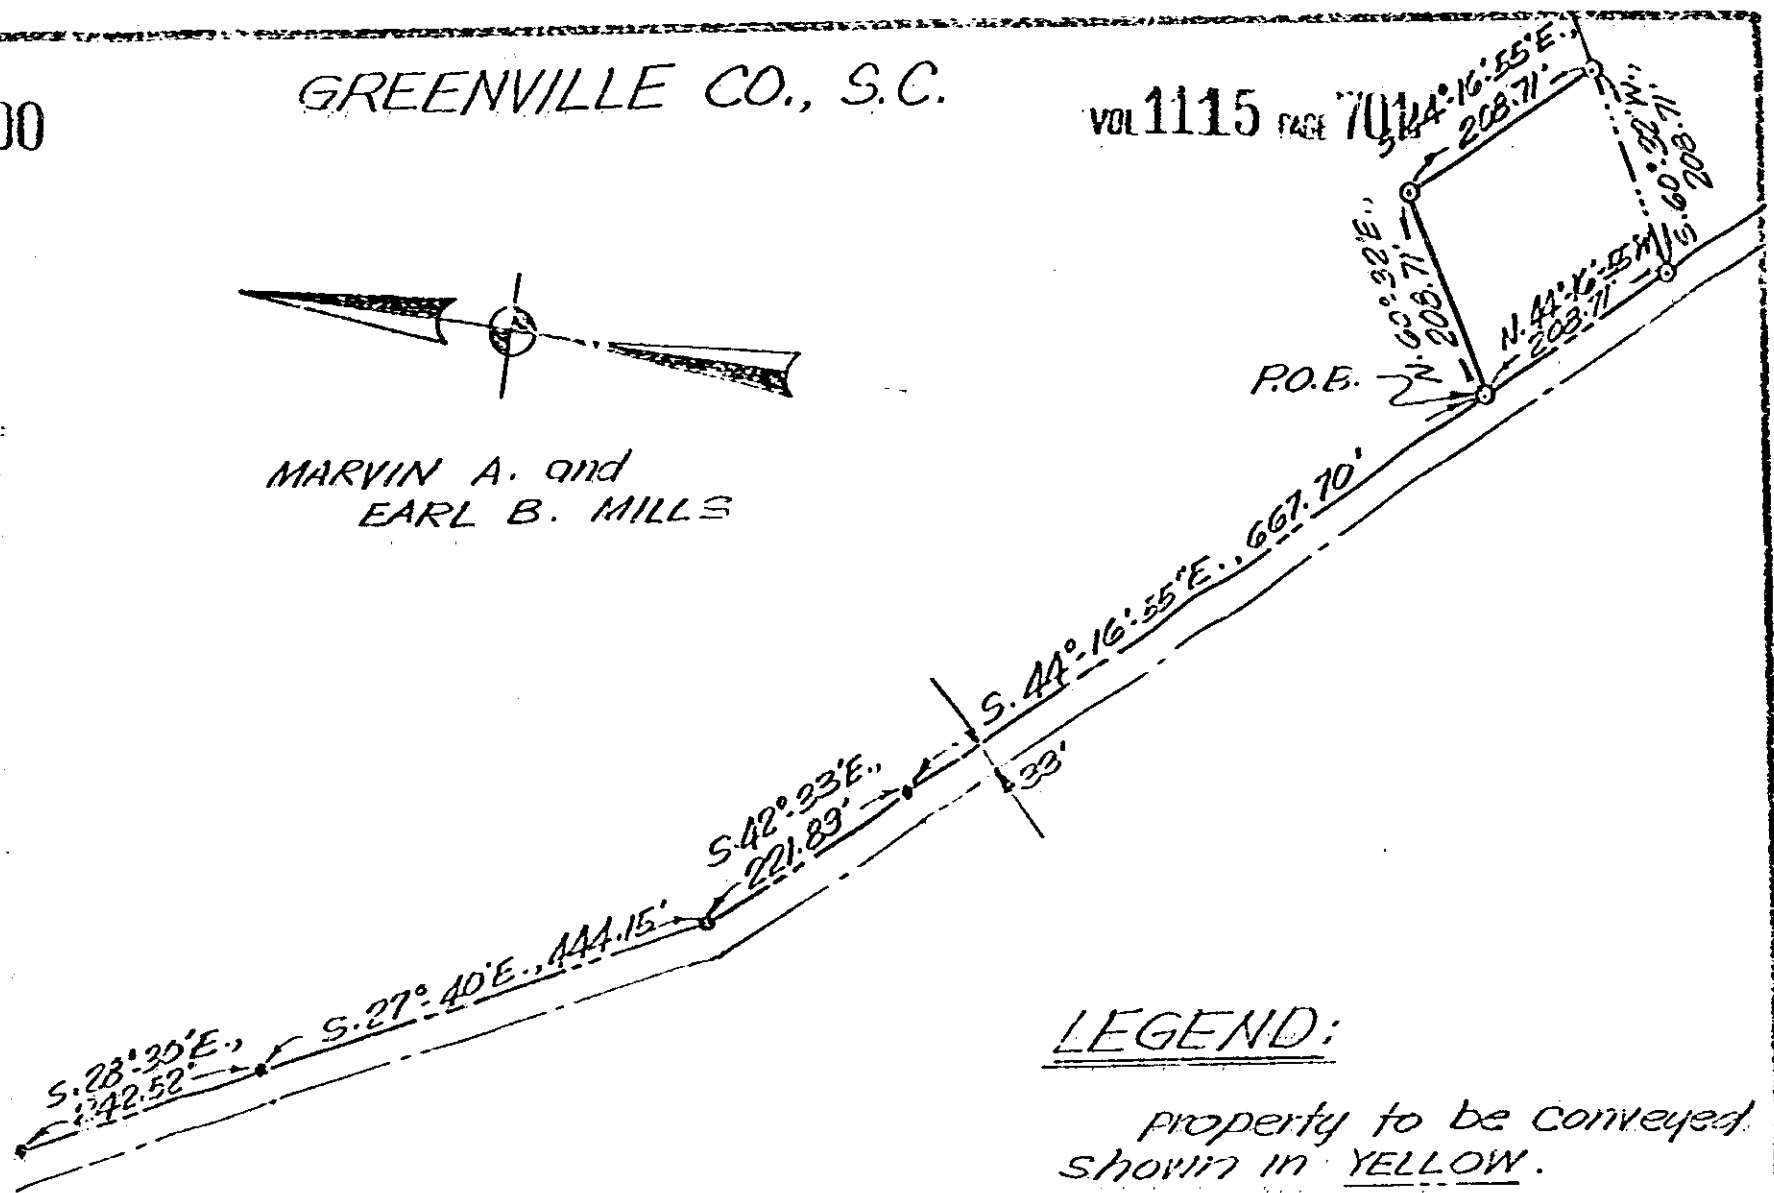 GREENVILLE CO., S.C.
00
VOL 1115 PAGE 701
S.44°-16'-55"E.,
208.71'
S.60°-32'W.,
208.71'
N.60°-32'E.,
208.71'
N.44°-16'-55"W.
208.71'
P.O.B.
MARVIN A. and
EARL B. MILLS
S.44°-16'-55"E., 667.70'
33'
S.42°-33'E.,
221.83'
S.27°-40'E., 444.15'
S.28°-30'E.,
242.52'
LEGEND:
property to be conveyed
shown in YELLOW.